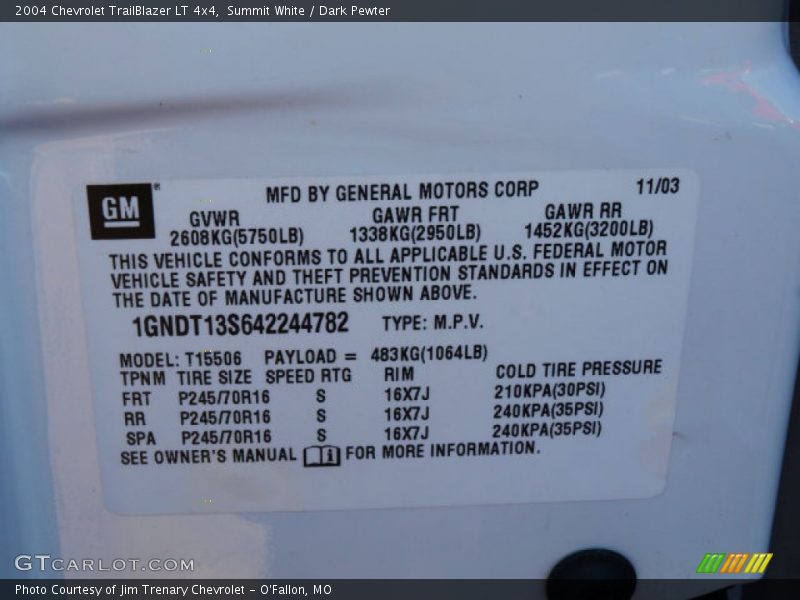 2004 Chevrolet TrailBlazer LT 4x4, Summit White / Dark Pewter
GM
MFD BY GENERAL MOTORS CORP 11/03
GVWR GAWR FRT GAWR RR
2608KG(5750LB) 1338KG(2950LB) 1452KG(3200LB)
THIS VEHICLE CONFORMS TO ALL APPLICABLE U.S. FEDERAL MOTOR
VEHICLE SAFETY AND THEFT PREVENTION STANDARDS IN EFFECT ON
THE DATE OF MANUFACTURE SHOWN ABOVE.
1GNDT13S642244782 TYPE: M.P.V.
MODEL: T15506 PAYLOAD = 483KG(1064LB)
TPNM TIRE SIZE SPEED RTG RIM COLD TIRE PRESSURE
FRT P245/70R16 S 16X7J 210KPA(30PSI)
RR P245/70R16 S 16X7J 240KPA(35PSI)
SPA P245/70R16 S 16X7J 240KPA(35PSI)
SEE OWNER'S MANUAL i FOR MORE INFORMATION.
GTCARLOT.COM
Photo Courtesy of Jim Trenary Chevrolet - O'Fallon, MO